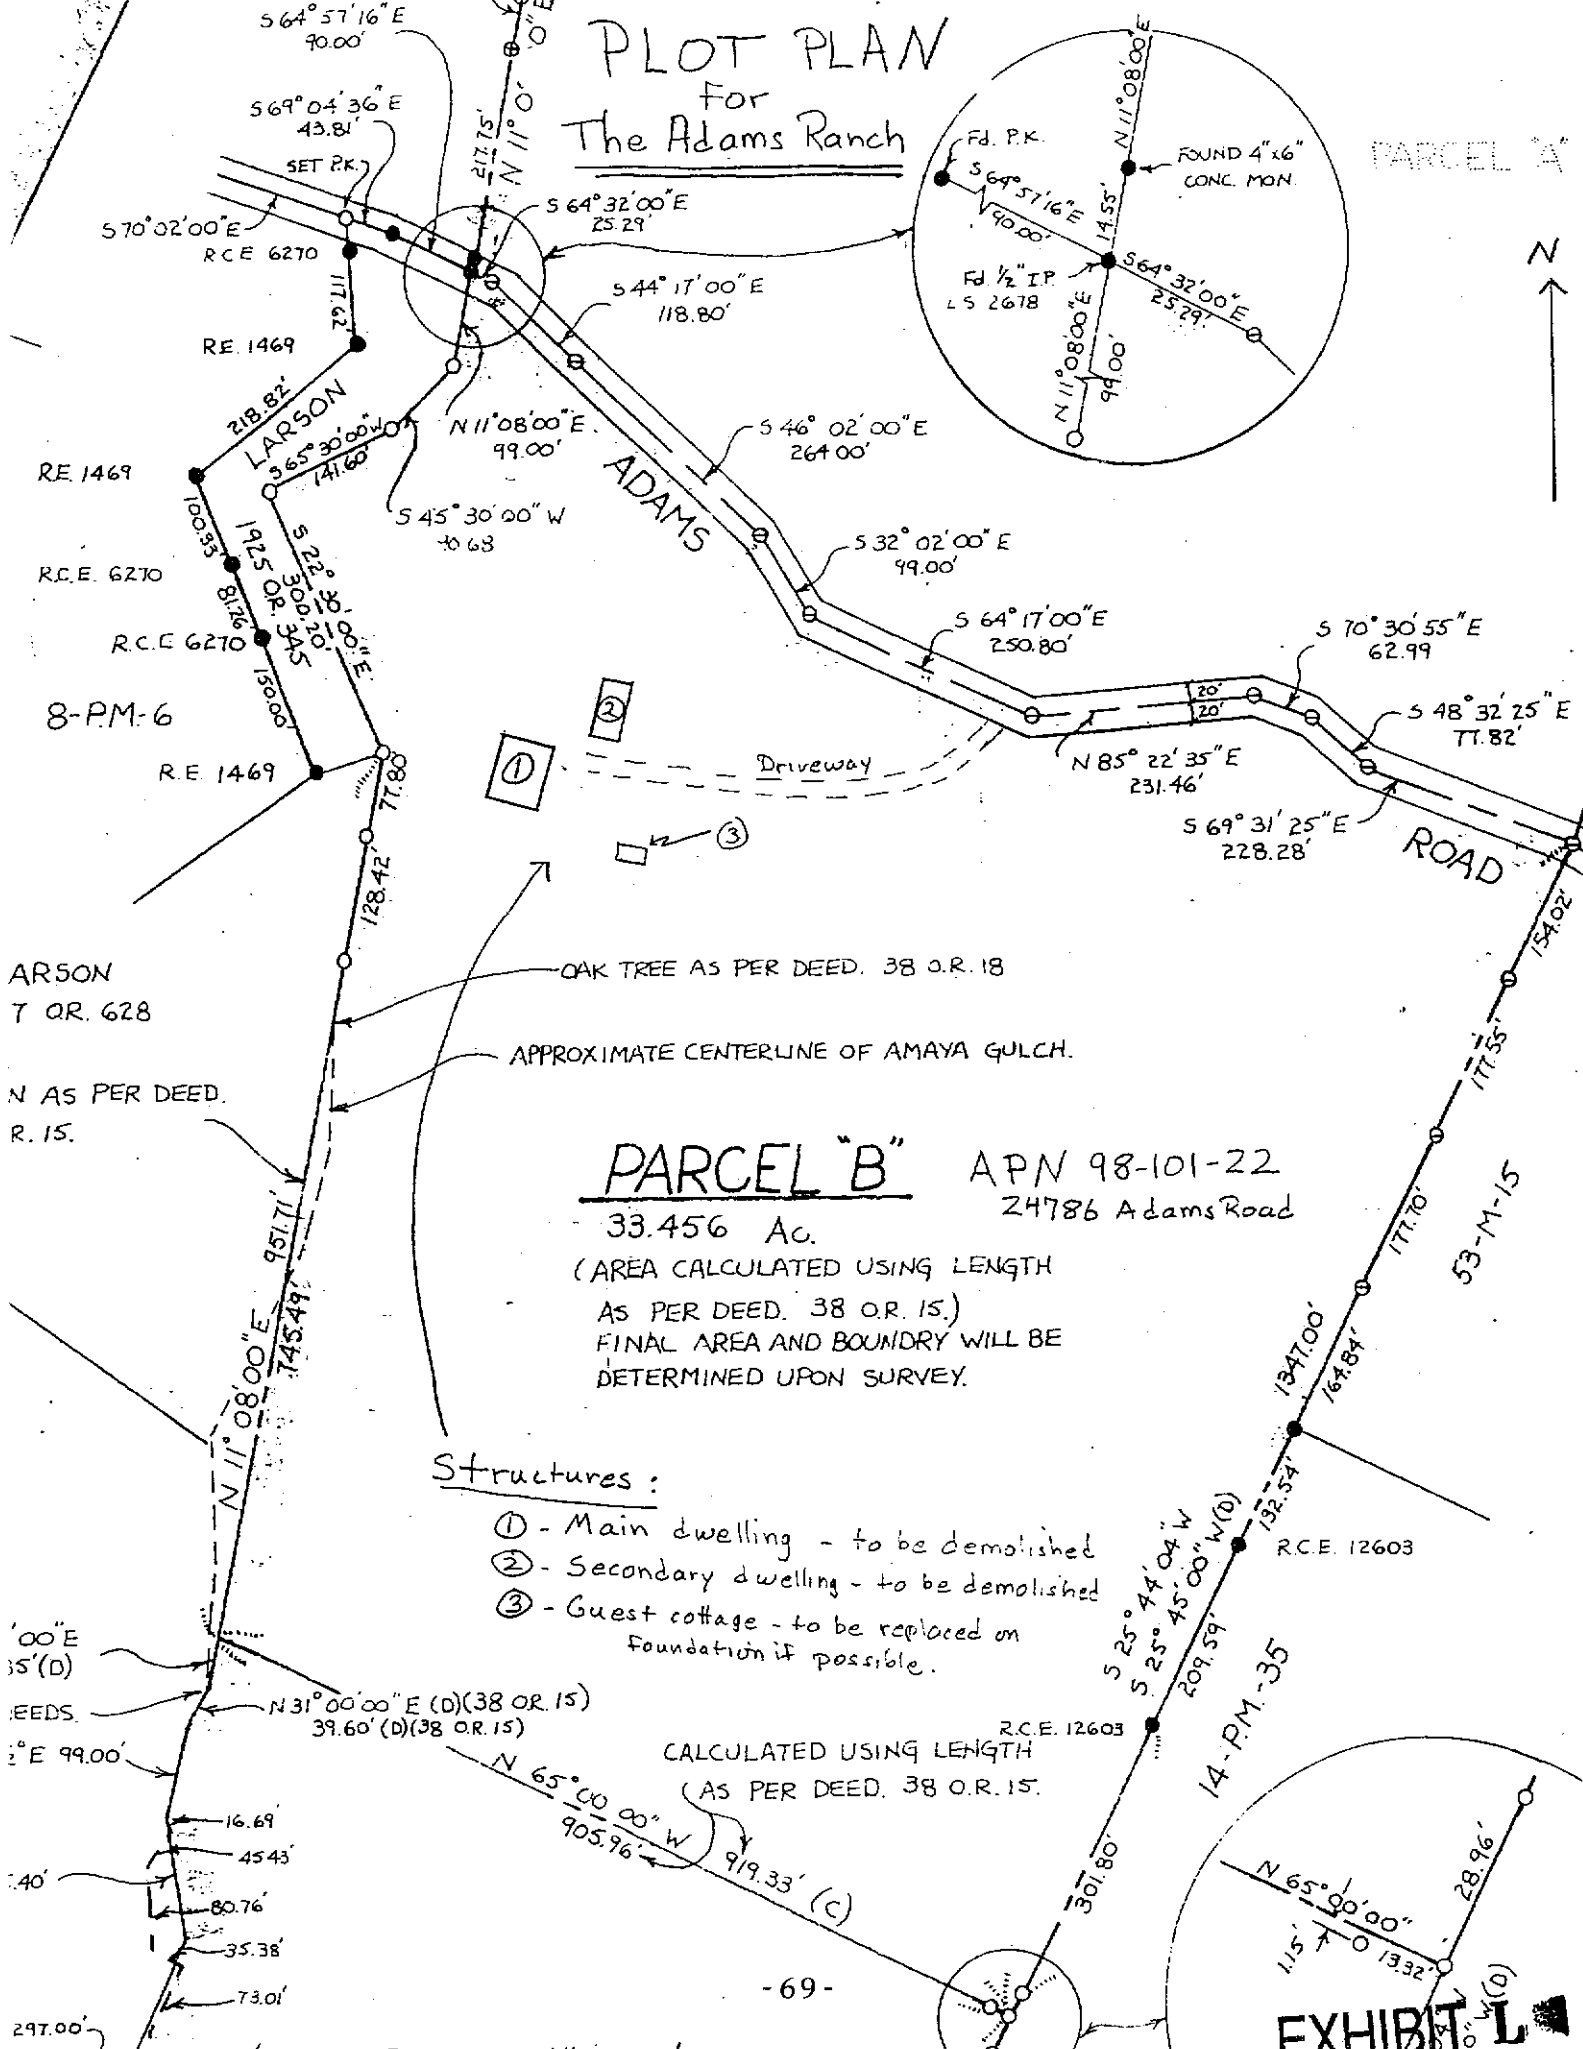 PLOT PLAN
For
The Adams Ranch
S 64° 57' 16" E
90.00'
S 69° 04' 36" E
43.81'
SET P.K.
S 70° 02' 00" E
R C E 6270
117.62'
RE. 1469
218.82'
LARSON
RE. 1469
S 65° 30' 00" W
141.60'
100.93'
R.C.E. 6270
81.26'
R.C.E 6270
1925 O.R. 345
S 22° 30' 00" E
300.20'
150.00'
8-P.M.-6
R.E. 1469
217.75'
N 11° 0'
0"E
S 64° 32' 00" E
25.29'
S 44° 17' 00" E
118.80'
N 11° 08' 00" E.
99.00'
S 45° 30' 00" W
S 46° 02' 00" E
264.00'
ADAMS
S 32° 02' 00" E
99.00'
S 64° 17' 00" E
250.80'
20'
20'
N 85° 22' 35" E
231.46'
S 70° 30' 55" E
62.99
S 48° 32' 25" E
77.82'
S 69° 31' 25" E
228.28'
ROAD
Fd. P.K.
S 64° 57' 16" E
90.00'
N 11° 08' 00" E
FOUND 4"x6"
CONC. MON.
14.55'
Fd. 1/2" I.P.
L S 2678
S 64° 32' 00" E
25.29'
N 11° 08' 00" E
99.00'
PARCEL "A"
N
1
2
3
Driveway
77.80
128.42'
ARSON
7 O.R. 628
OAK TREE AS PER DEED. 38 O.R. 18
APPROXIMATE CENTERLINE OF AMAYA GULCH.
N AS PER DEED.
R. 15.
951.71'
745.49'
N 11° 08' 00" E
PARCEL "B"
APN 98-101-22
24786 Adams Road
33.456 Ac.
(AREA CALCULATED USING LENGTH
AS PER DEED. 38 O.R. 15.)
FINAL AREA AND BOUNDRY WILL BE
DETERMINED UPON SURVEY.
154.02'
177.55'
177.70'
53-M-15
1347.00'
164.84'
132.54'
R.C.E. 12603
S 25° 44' 04" W
S 25° 45' 00" W(D)
209.59'
R.C.E. 12603
14-P.M.-35
301.80'
Structures :
1 - Main dwelling - to be demolished
2 - Secondary dwelling - to be demolished
3 - Guest cottage - to be replaced on
foundation if possible.
'00"E
35'(D)
EEDS.
°E 99.00'
N 31° 00' 00" E (D)(38 O.R. 15)
39.60' (D)(38 O.R. 15)
CALCULATED USING LENGTH
(AS PER DEED. 38 O.R. 15.
N 65° 00' 00" W
905.96'
919.33' (C)
16.69'
45.43'
.40'
80.76'
35.38'
73.01'
297.00'
N 65° 00' 00"
28.96'
1.15'
13.32'
" W(D)
-69-
EXHIBIT L